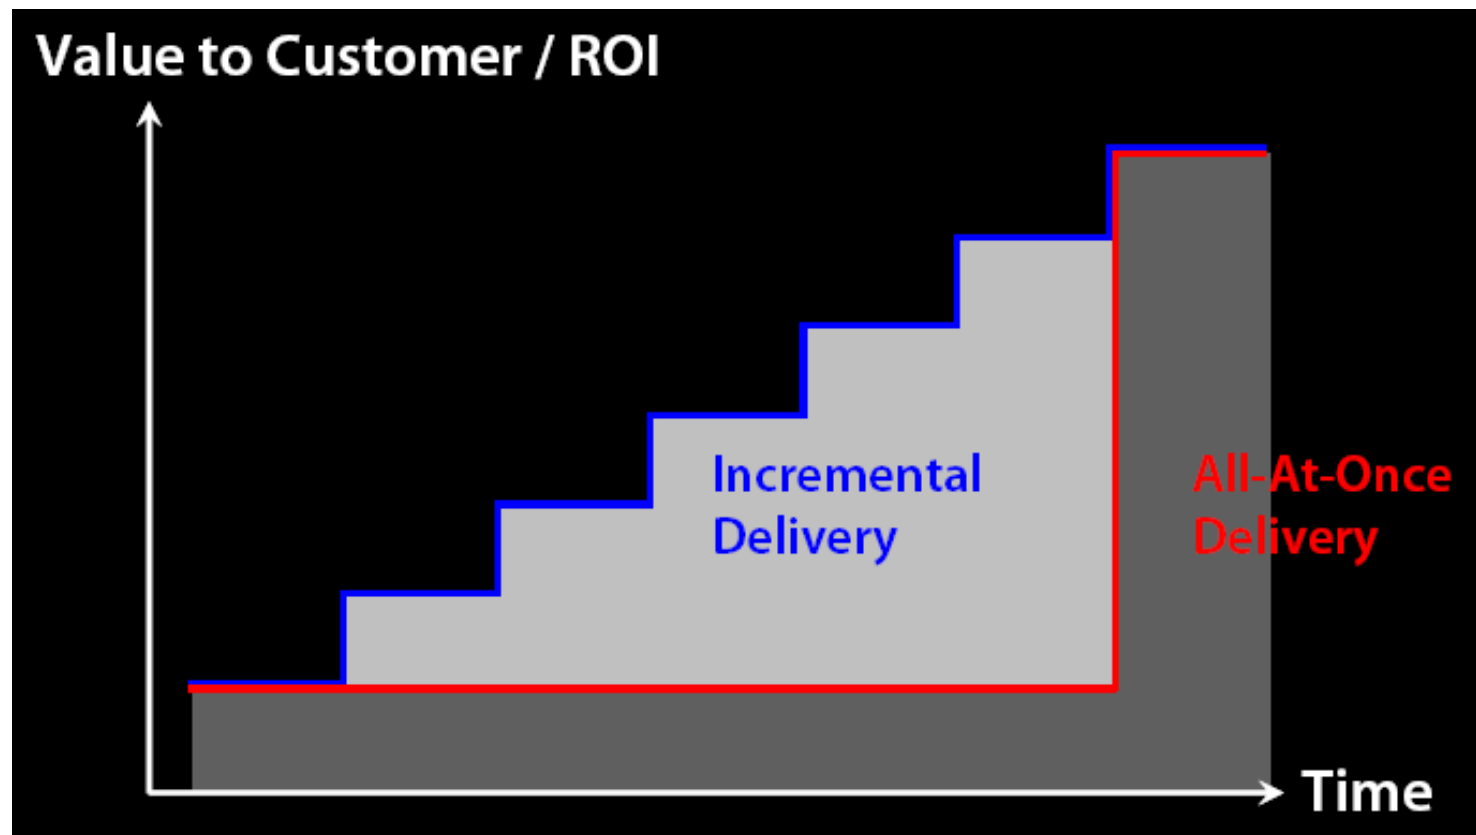 Value to Customer / ROI
Incremental
Delivery
All-At-Once
Delivery
Time